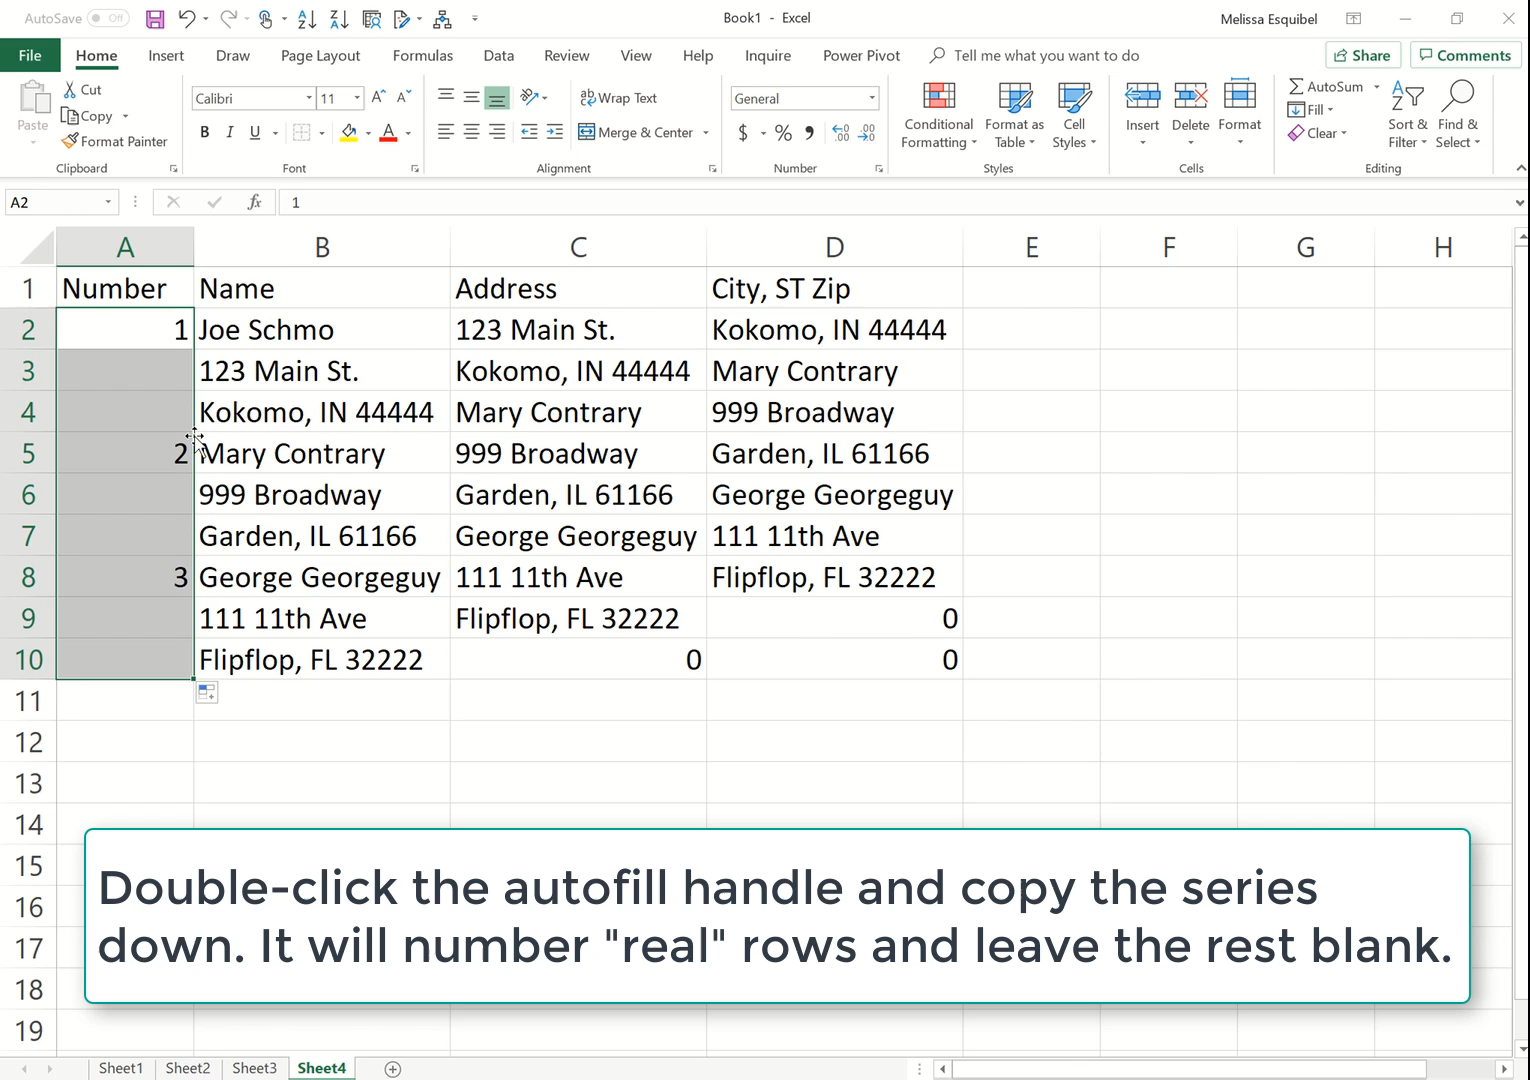 AutoSave Off
Book1 - Excel
Melissa Esquibel
File Home Insert Draw Page Layout Formulas Data Review View Help Inquire Power Pivot Tell me what you want to do Share Comments
Paste
Cut
Copy
Format Painter
Clipboard
Calibri 11
B I U A
Font
Wrap Text
Merge & Center
Alignment
General
$ % 9
Number
Conditional Formatting
Format as Table
Cell Styles
Styles
Insert Delete Format
Cells
AutoSum
Fill
Clear
Sort & Filter
Find & Select
Editing
A2 fx 1
A B C D E F G H
1 Number Name Address City, ST Zip
2 1 Joe Schmo 123 Main St. Kokomo, IN 44444
3 123 Main St. Kokomo, IN 44444 Mary Contrary
4 Kokomo, IN 44444 Mary Contrary 999 Broadway
5 2 Mary Contrary 999 Broadway Garden, IL 61166
6 999 Broadway Garden, IL 61166 George Georgeguy
7 Garden, IL 61166 George Georgeguy 111 11th Ave
8 3 George Georgeguy 111 11th Ave Flipflop, FL 32222
9 111 11th Ave Flipflop, FL 32222 0
10 Flipflop, FL 32222 0 0
11
12
13
14
15
16
17
18
19
Double-click the autofill handle and copy the series
down. It will number "real" rows and leave the rest blank.
Sheet1 Sheet2 Sheet3 Sheet4